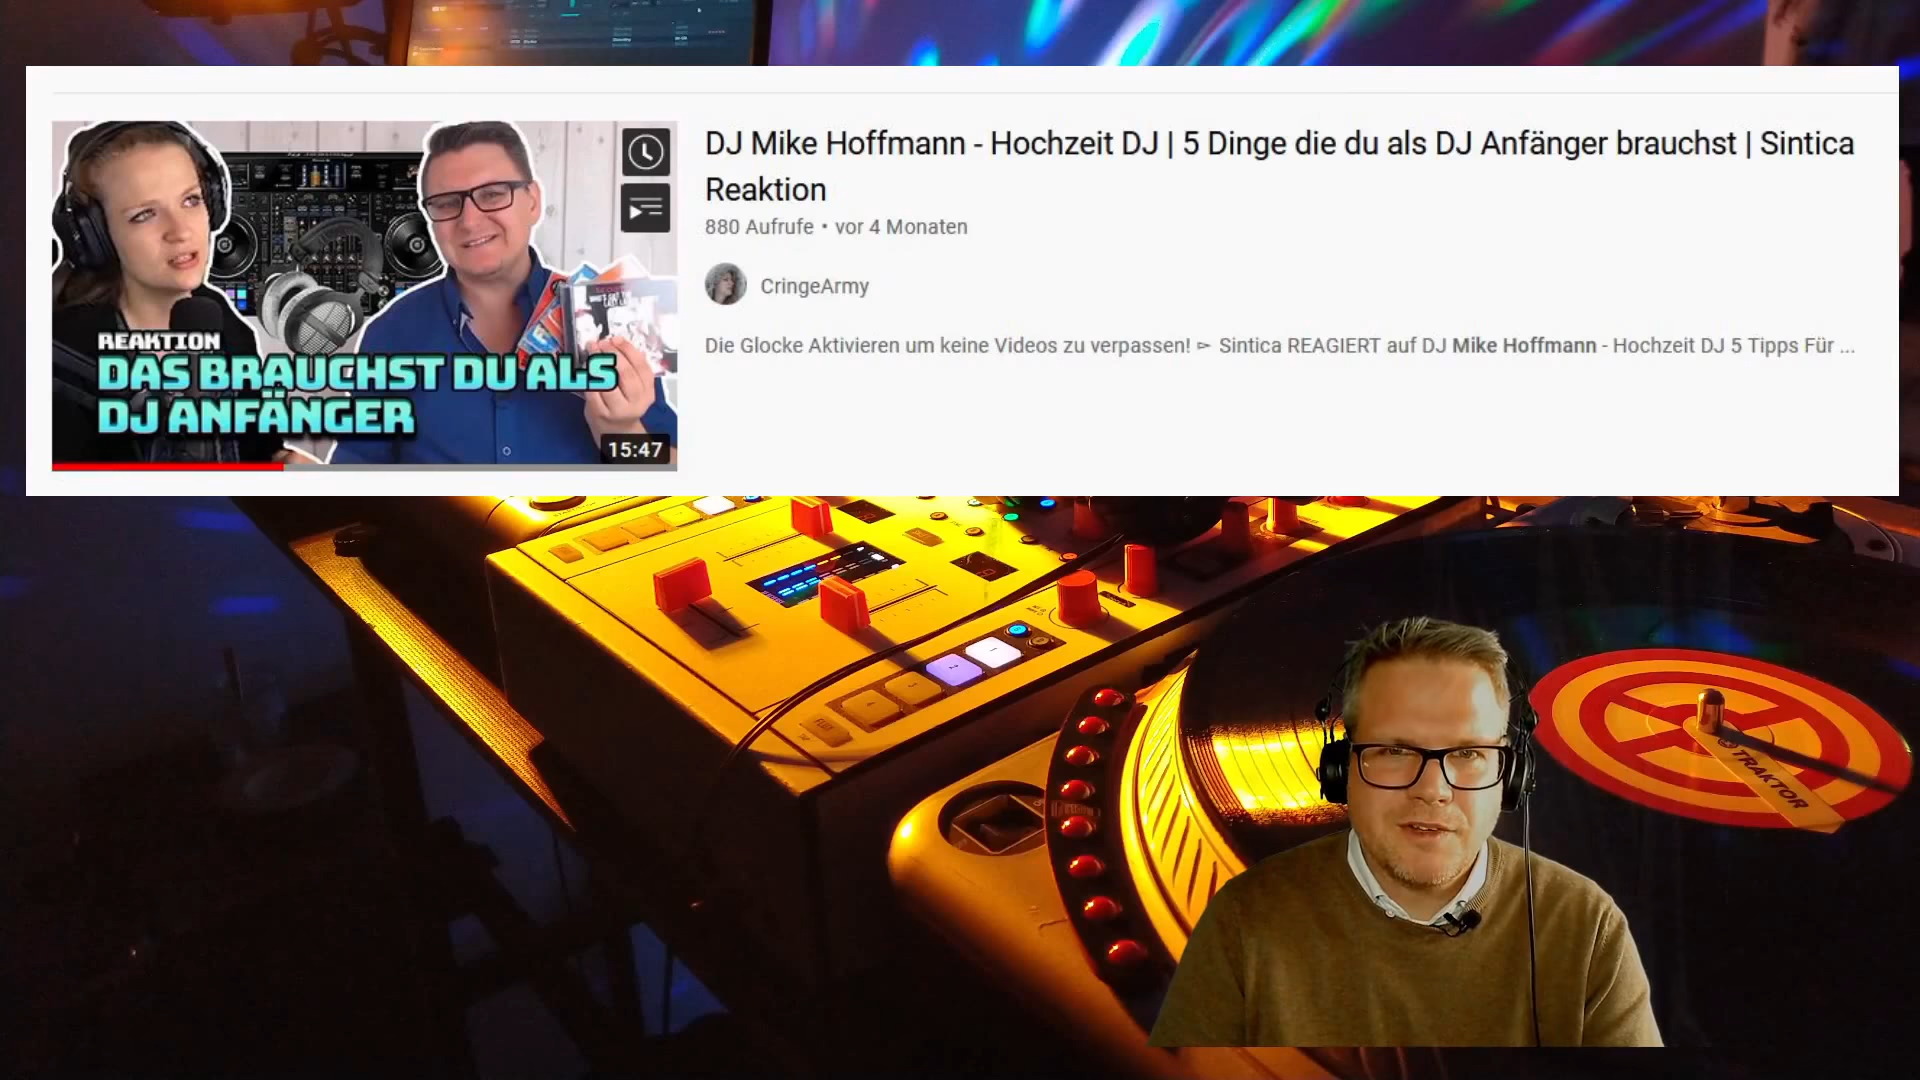 DJ Mike Hoffmann - Hochzeit DJ | 5 Dinge die du als DJ Anfänger brauchst | Sintica
Reaktion
880 Aufrufe • vor 4 Monaten
CringeArmy
Die Glocke Aktivieren um keine Videos zu verpassen! ➢ Sintica REAGIERT auf DJ Mike Hoffmann - Hochzeit DJ 5 Tipps Für ...
REAKTION
DAS BRAUCHST DU ALS
DJ ANFÄNGER
15:47
TRAKTOR